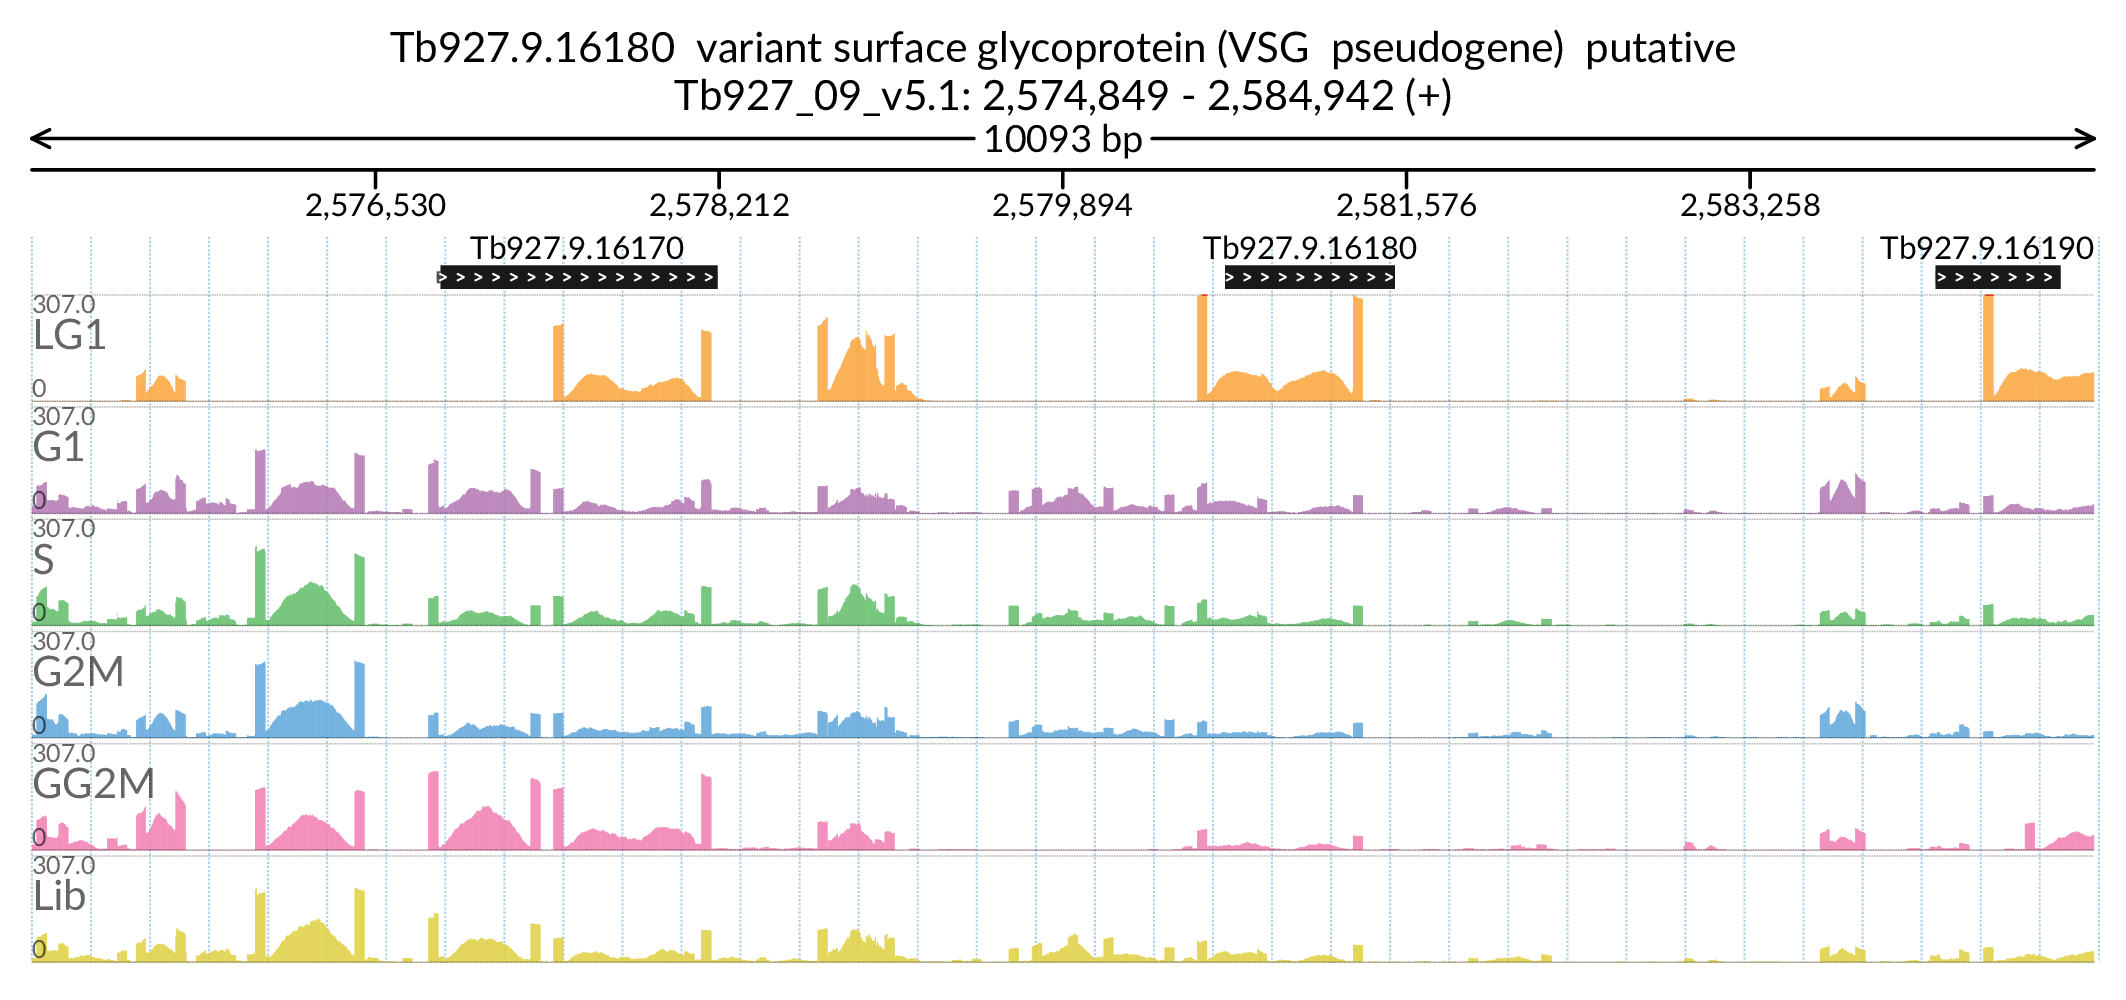 Tb927.9.16180 variant surface glycoprotein (VSG pseudogene) putative
Tb927_09_v5.1: 2,574,849 - 2,584,942 (+)
10093 bp
2,576,530 2,578,212 2,579,894 2,581,576 2,583,258
Tb927.9.16170 Tb927.9.16180 Tb927.9.16190
307.0
LG1
0
307.0
G1
0
307.0
S
0
307.0
G2M
0
307.0
GG2M
0
307.0
Lib
0